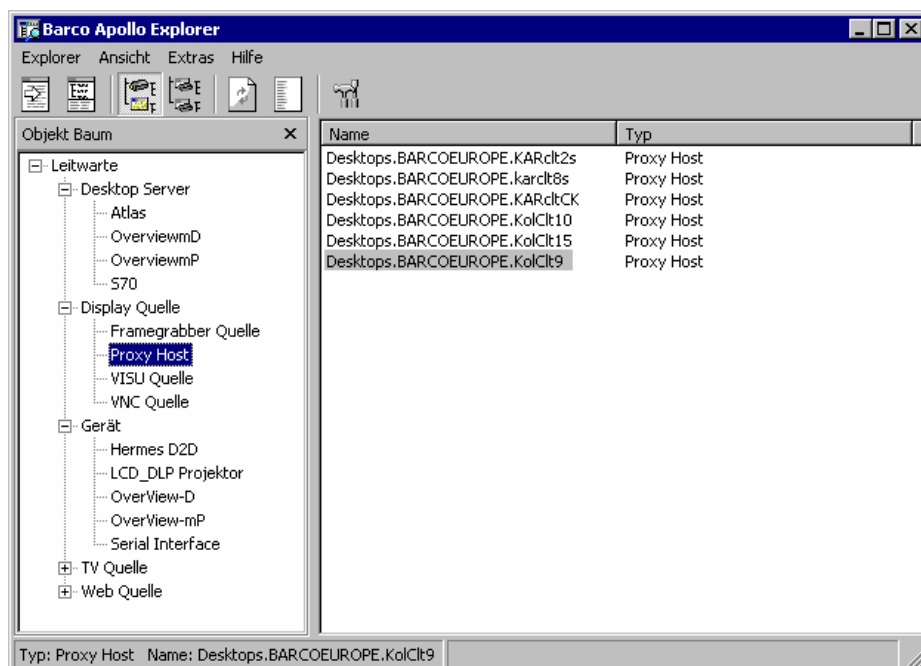 Barco Apollo Explorer
Explorer Ansicht Extras Hilfe
Objekt Baum
Leitwarte
Desktop Server
Atlas
OverviewmD
OverviewmP
S70
Display Quelle
Framegrabber Quelle
Proxy Host
VISU Quelle
VNC Quelle
Gerät
Hermes D2D
LCD_DLP Projektor
OverView-D
OverView-mP
Serial Interface
TV Quelle
Web Quelle
Name Typ
Desktops.BARCOEUROPE.KARclt2s Proxy Host
Desktops.BARCOEUROPE.karclt8s Proxy Host
Desktops.BARCOEUROPE.KARcltCK Proxy Host
Desktops.BARCOEUROPE.KolClt10 Proxy Host
Desktops.BARCOEUROPE.KolClt15 Proxy Host
Desktops.BARCOEUROPE.KolClt9 Proxy Host
Typ: Proxy Host Name: Desktops.BARCOEUROPE.KolClt9